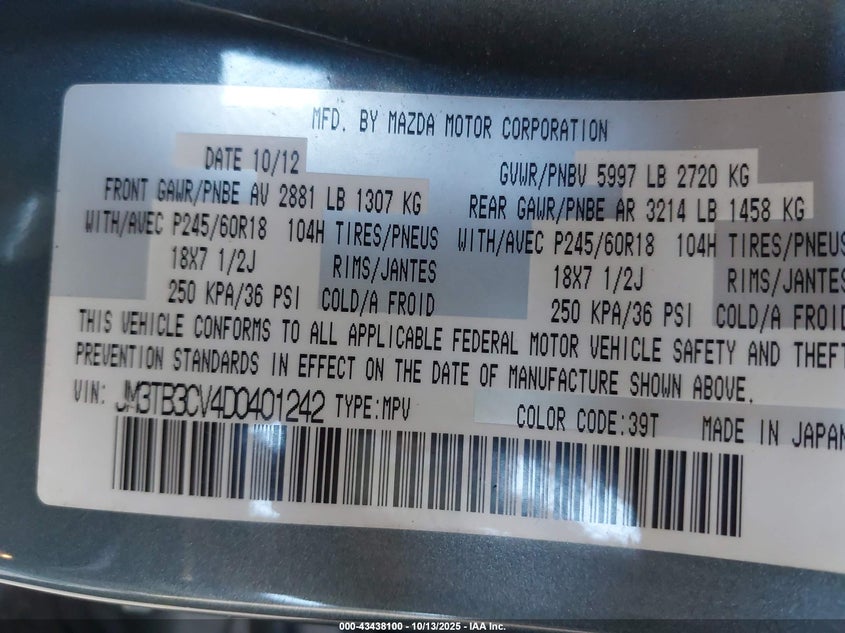 MFD. BY MAZDA MOTOR CORPORATION
DATE 10/12
GVWR/PNBV 5997 LB 2720 KG
FRONT GAWR/PNBE AV 2881 LB 1307 KG
REAR GAWR/PNBE AR 3214 LB 1458 KG
WITH/AVEC P245/60R18 104H TIRES/PNEUS
WITH/AVEC P245/60R18 104H TIRES/PNEUS
18X7 1/2J RIMS/JANTES
18X7 1/2J RIMS/JANTES
250 KPA/36 PSI COLD/A FROID
250 KPA/36 PSI COLD/A FROID
THIS VEHICLE CONFORMS TO ALL APPLICABLE FEDERAL MOTOR VEHICLE SAFETY AND THEFT
PREVENTION STANDARDS IN EFFECT ON THE DATE OF MANUFACTURE SHOWN ABOVE.
VIN: JM3TB3CV4D0401242 TYPE:MPV COLOR CODE:39T MADE IN JAPAN
000-43438100 - 10/13/2025 - IAA Inc.